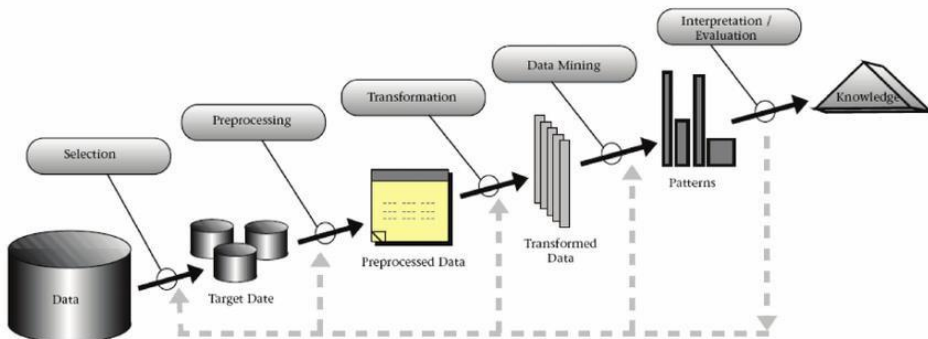 Interpretation /
Evaluation
Data Mining
Transformation
Preprocessing
Selection
Knowledge
Patterns
Transformed
Data
Preprocessed Data
Target Date
Data